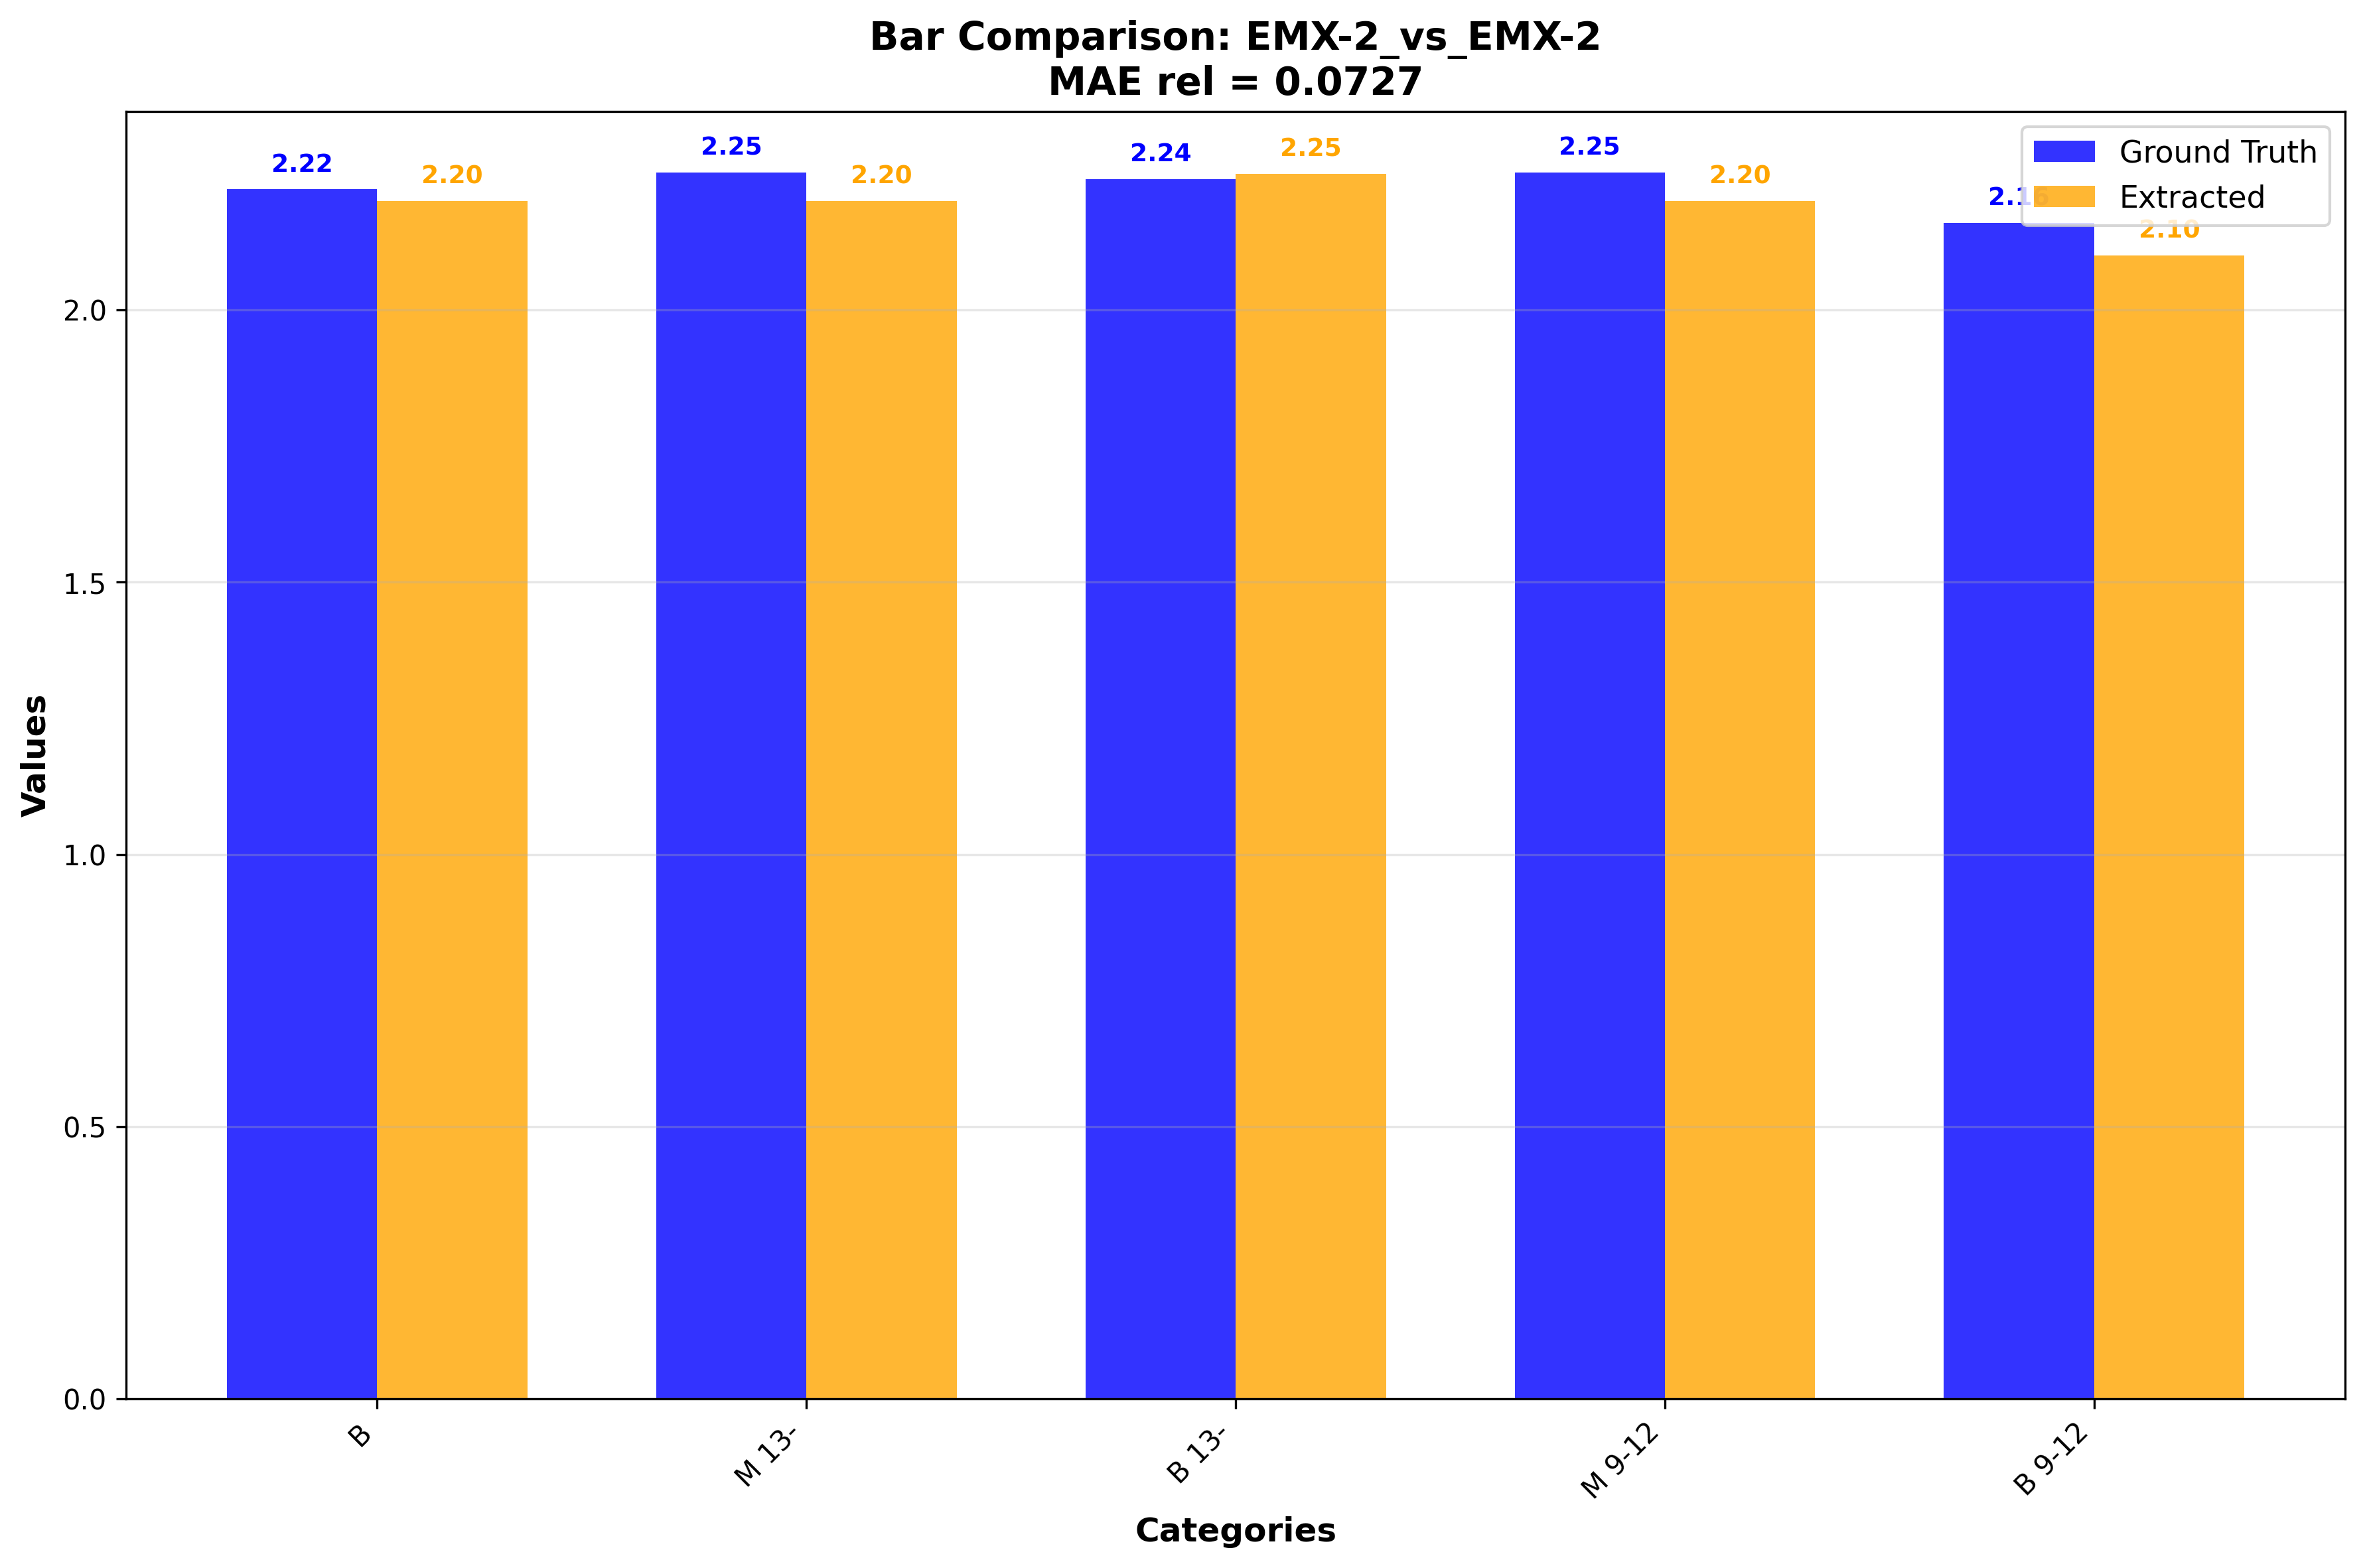 Bar Comparison: EMX-2_vs_EMX-2
MAE rel = 0.0727
2.22
2.20
2.25
2.20
2.24
2.25
2.25
2.20
2.16
2.10
Ground Truth
Extracted
2.0
1.5
1.0
0.5
0.0
Values
B
M 13-
B 13-
M 9-12
B 9-12
Categories